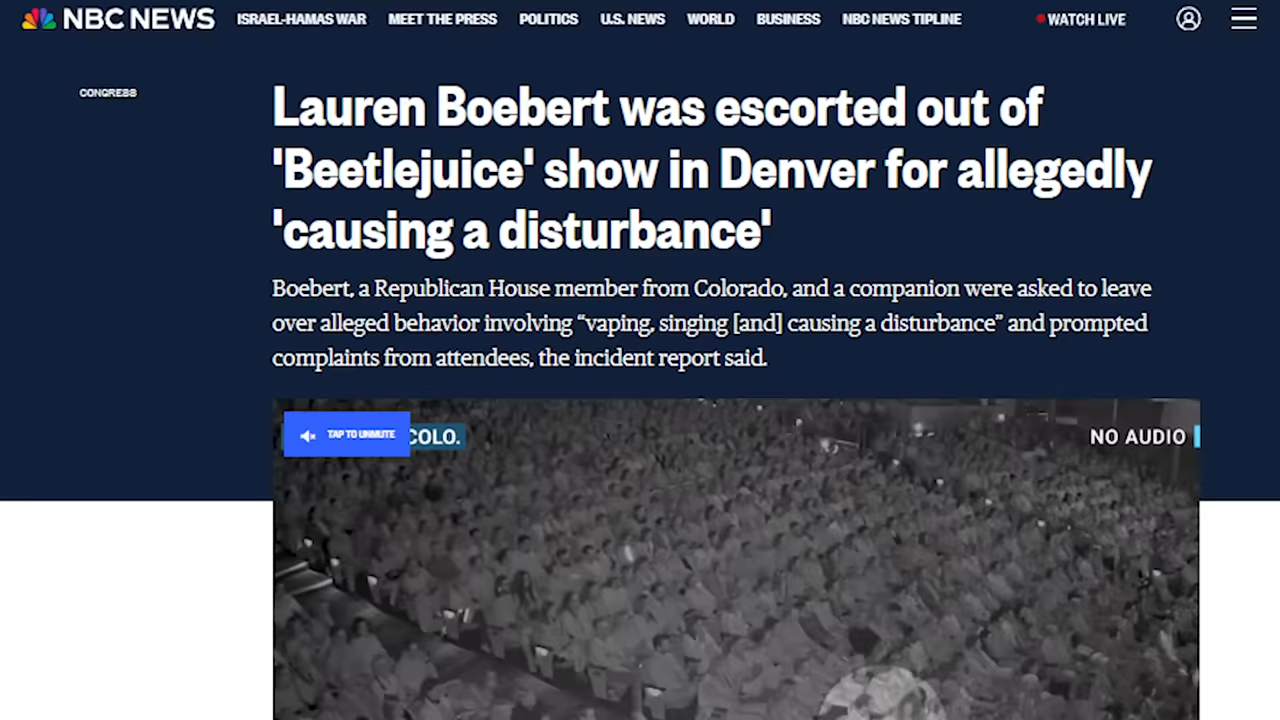 NBC NEWS ISRAEL-HAMAS WAR MEET THE PRESS POLITICS U.S. NEWS WORLD BUSINESS NBC NEWS TIPLINE WATCH LIVE
CONGRESS
Lauren Boebert was escorted out of
'Beetlejuice' show in Denver for allegedly
'causing a disturbance'
Boebert, a Republican House member from Colorado, and a companion were asked to leave
over alleged behavior involving “vaping, singing [and] causing a disturbance” and prompted
complaints from attendees, the incident report said.
TAP TO UNMUTE COLO. NO AUDIO